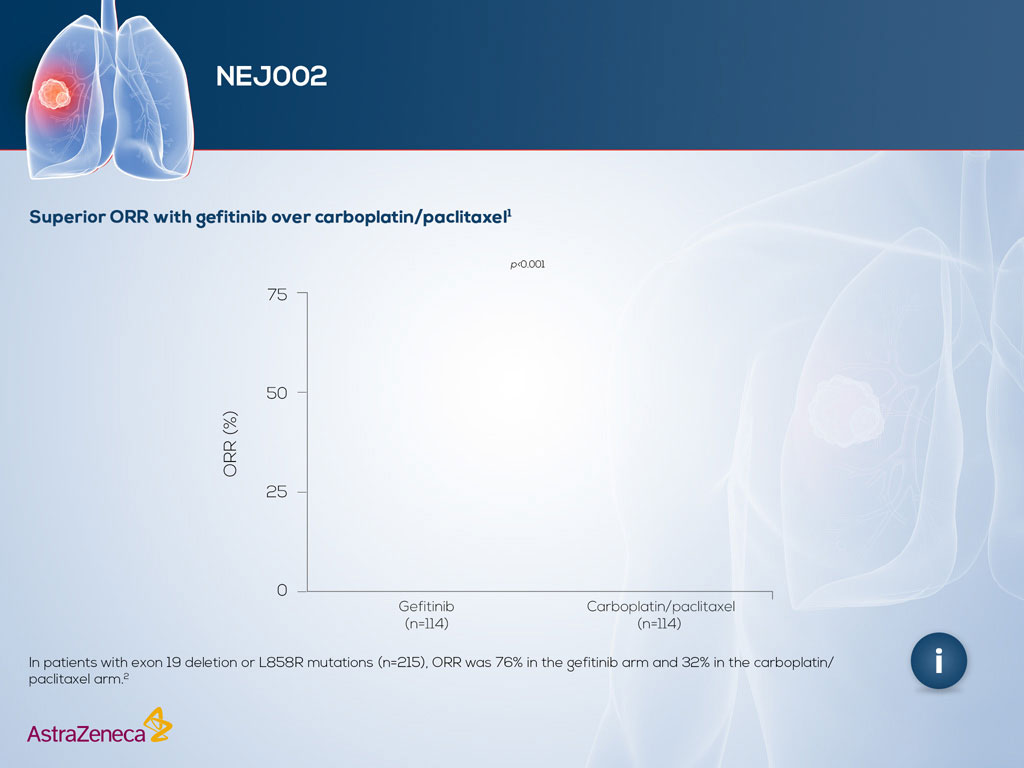 NEJ002
Superior ORR with gefitinib over carboplatin/paclitaxel¹
p<0.001
75
50
25
0
ORR (%)
Gefitinib
(n=114)
Carboplatin/paclitaxel
(n=114)
In patients with exon 19 deletion or L858R mutations (n=215), ORR was 76% in the gefitinib arm and 32% in the carboplatin/
paclitaxel arm.²
i
AstraZeneca